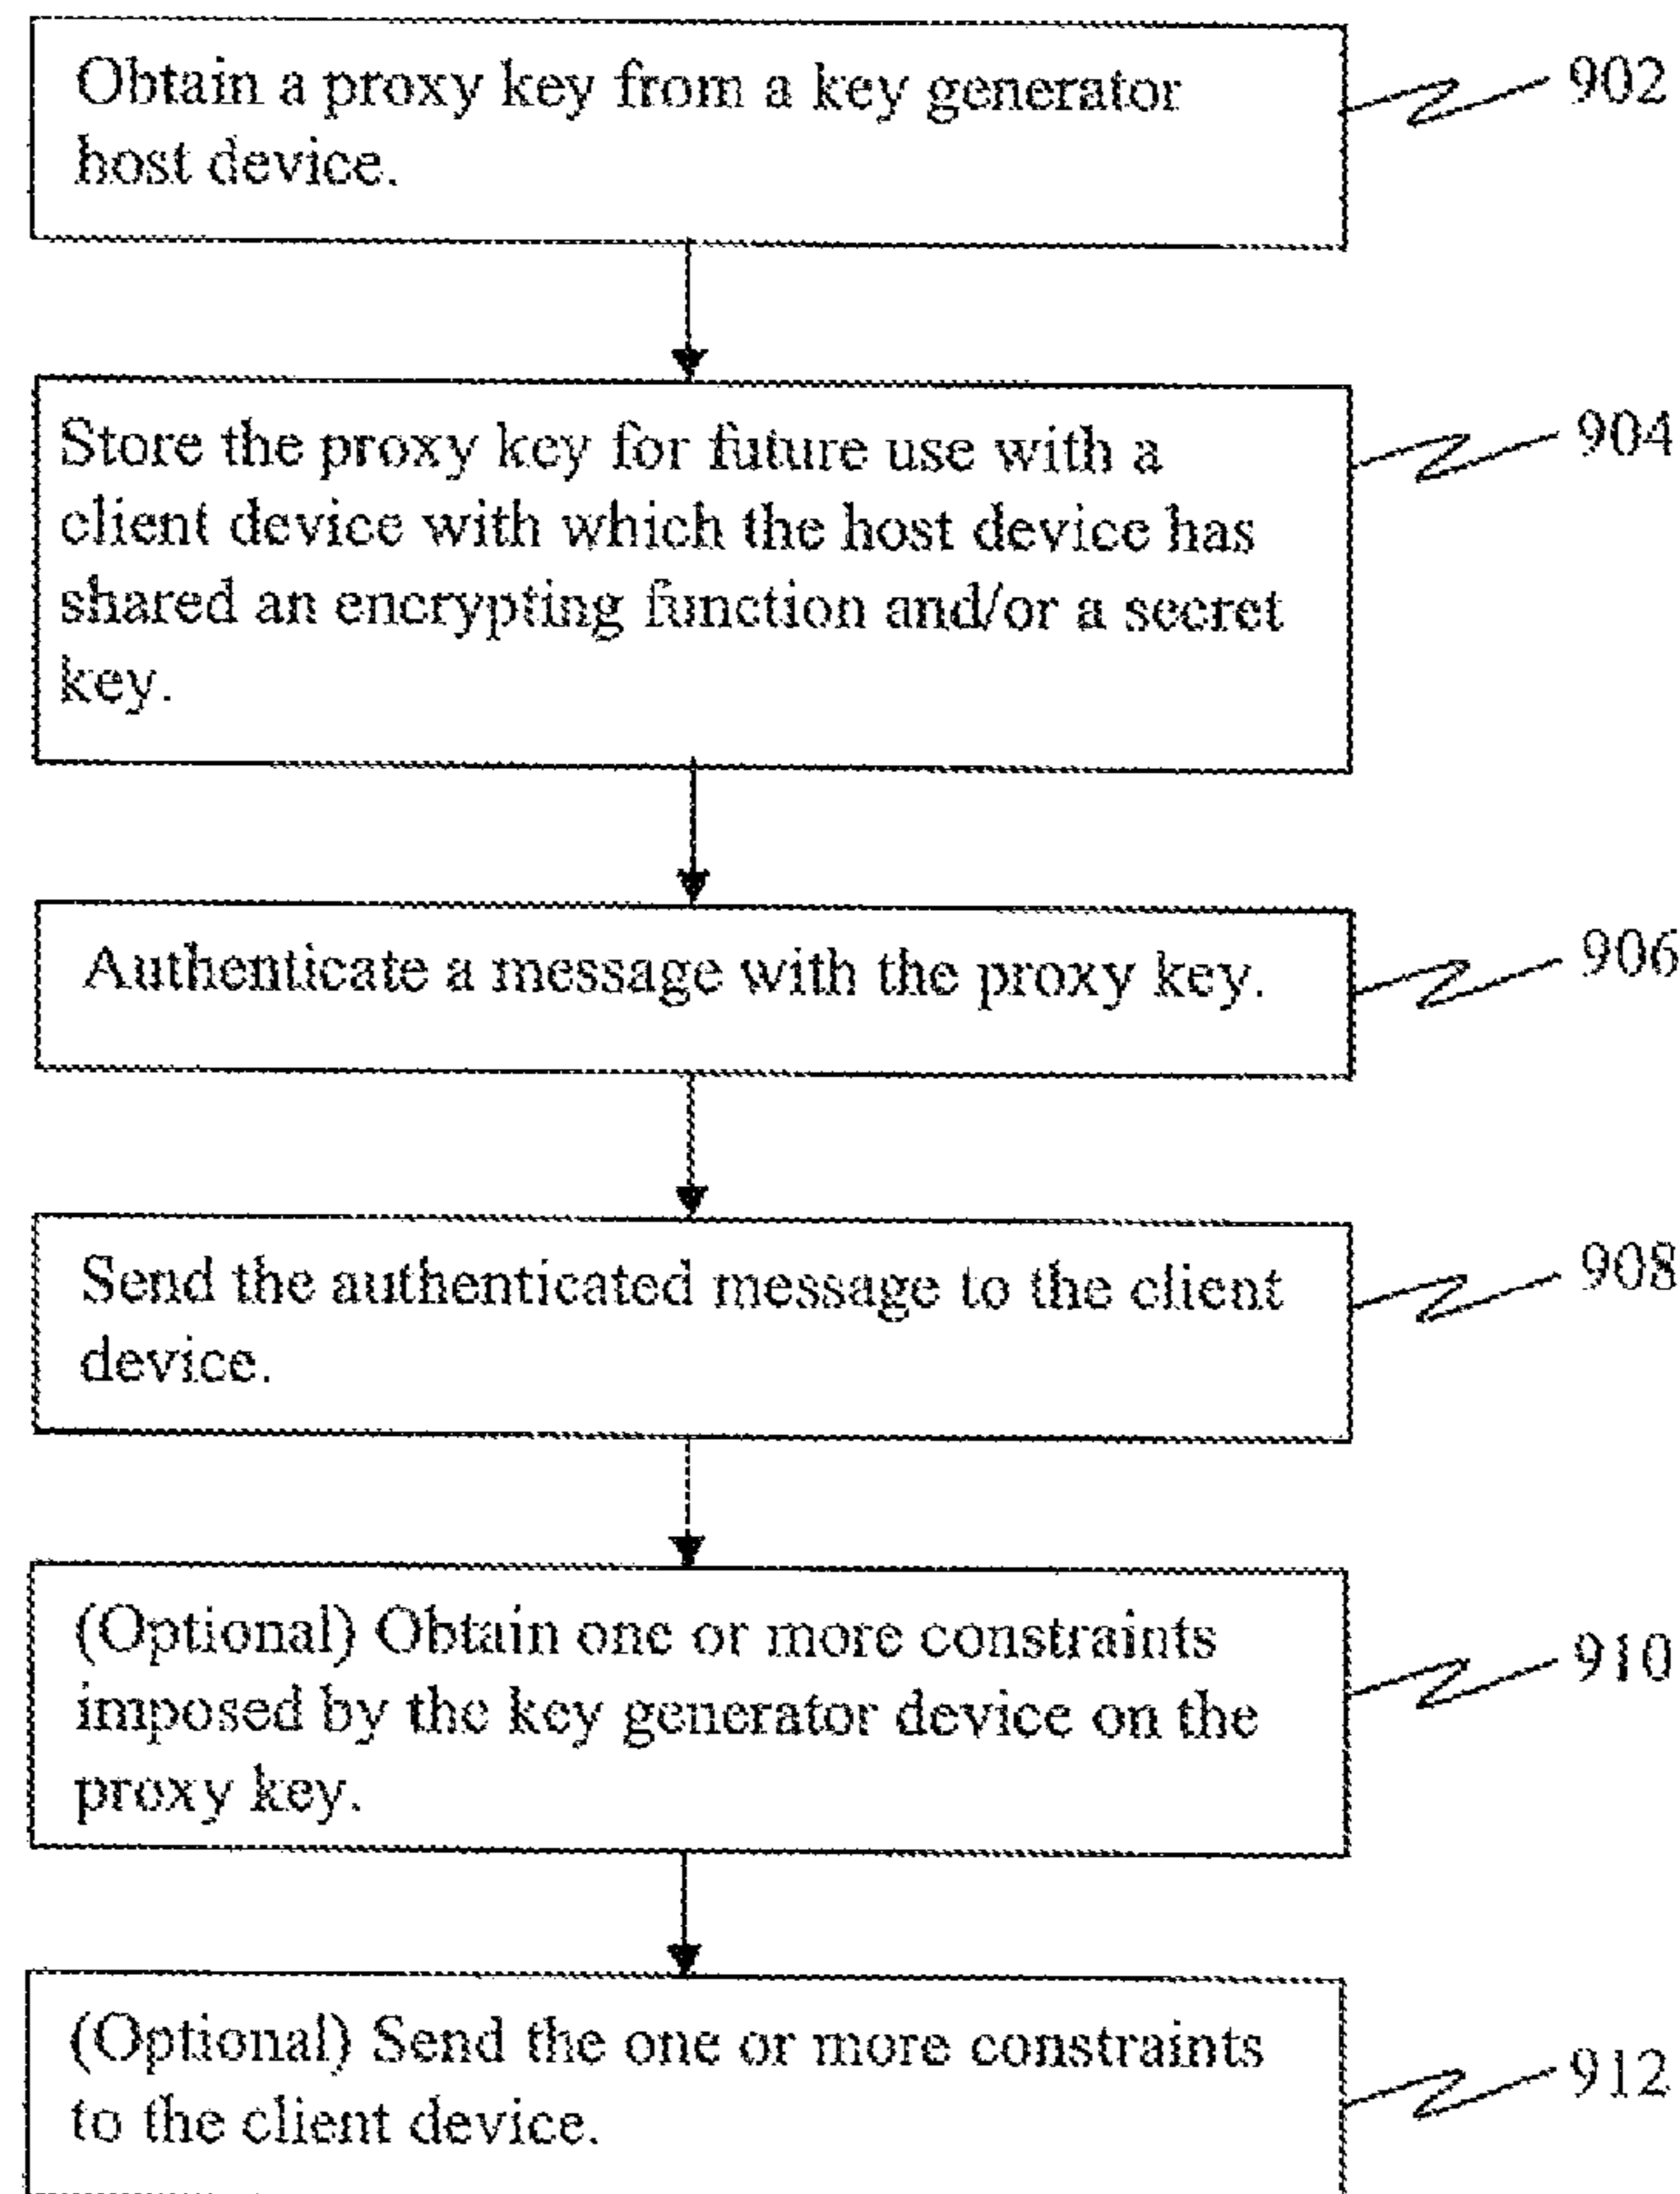 Obtain a proxy key from a key generator
host device.
902
Store the proxy key for future use with a
client device with which the host device has
shared an encrypting function and/or a secret
key.
904
Authenticate a message with the proxy key.
906
Send the authenticated message to the client
device.
908
(Optional) Obtain one or more constraints
imposed by the key generator device on the
proxy key.
910
(Optional) Send the one or more constraints
to the client device.
912